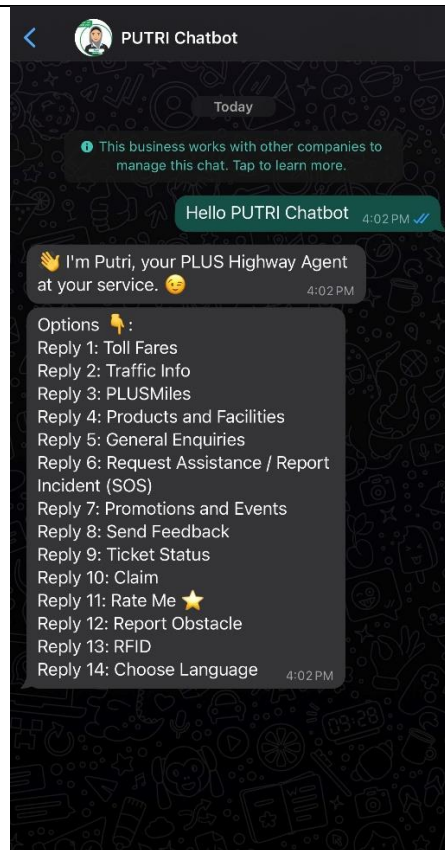 PUTRI Chatbot
Today
This business works with other companies to
manage this chat. Tap to learn more.
Hello PUTRI Chatbot 4:02 PM
👋 I'm Putri, your PLUS Highway Agent
at your service. 😉 4:02 PM
Options 👇:
Reply 1: Toll Fares
Reply 2: Traffic Info
Reply 3: PLUSMiles
Reply 4: Products and Facilities
Reply 5: General Enquiries
Reply 6: Request Assistance / Report
Incident (SOS)
Reply 7: Promotions and Events
Reply 8: Send Feedback
Reply 9: Ticket Status
Reply 10: Claim
Reply 11: Rate Me ⭐
Reply 12: Report Obstacle
Reply 13: RFID
Reply 14: Choose Language 4:02 PM
09:28